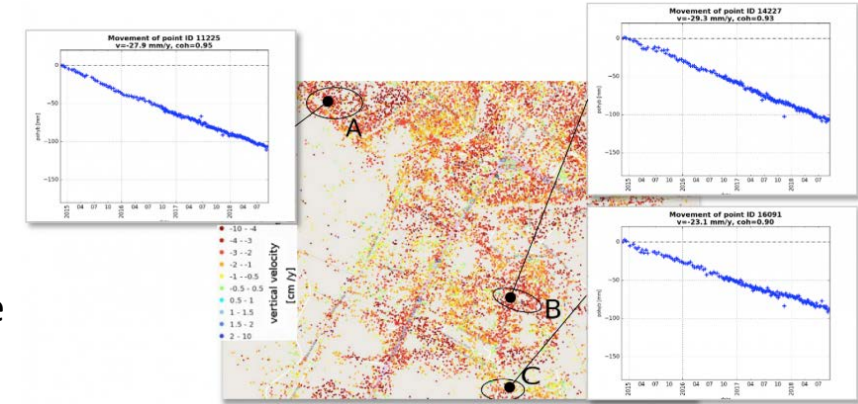 Movement of point ID 11225
v=-27.9 mm/y, coh=0.95
0
-50
-100
-150
2015 04 07 10 2016 04 07 10 2017 04 07 10 2018 04 07
Movement of point ID 14227
v=-29.3 mm/y, coh=0.93
0
-50
-100
-150
2015 04 07 10 2016 04 07 10 2017 04 07 10 2018 04 07
A
B
C
-10 - -4
-4 - -3
-3 - -2
-2 - -1
-1 - -0.5
-0.5 - 0.5
0.5 - 1
1 - 1.5
1.5 - 2
2 - 10
vertical velocity
[cm /y]
e
Movement of point ID 16091
v=-23.1 mm/y, coh=0.90
0
-50
-100
-150
2015 04 07 10 2016 04 07 10 2017 04 07 10 2018 04 07